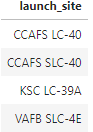 launch_site
CCAFS LC-40
CCAFS SLC-40
KSC LC-39A
VAFB SLC-4E